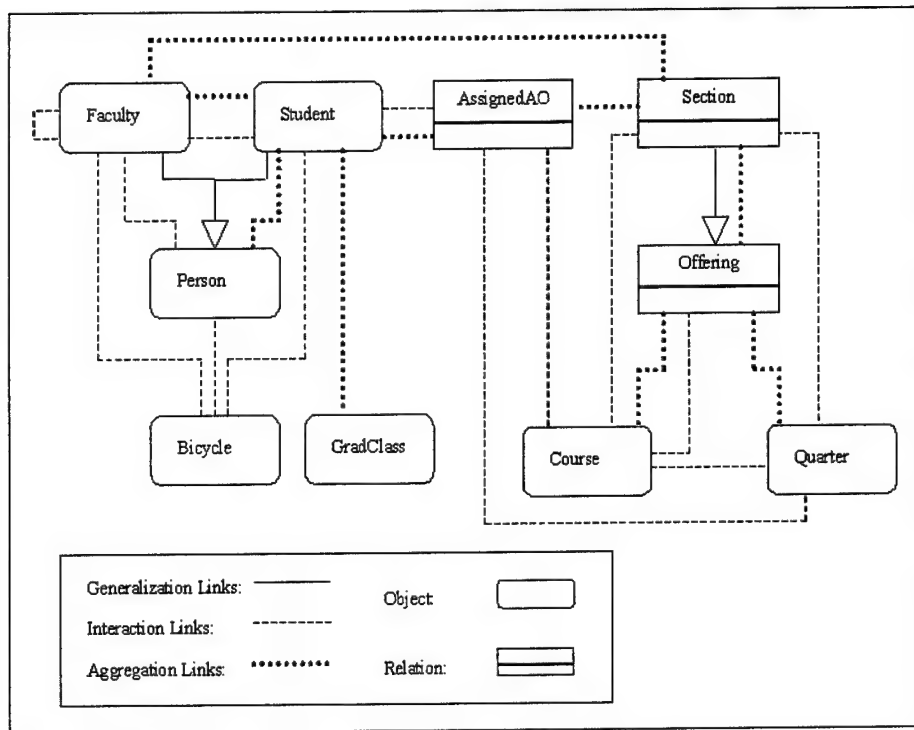 Faculty
Student
AssignedAO
Section
Person
Offering
Bicycle
GradClass
Course
Quarter
Generalization Links:
Object:
Interaction Links:
Aggregation Links:
Relation: